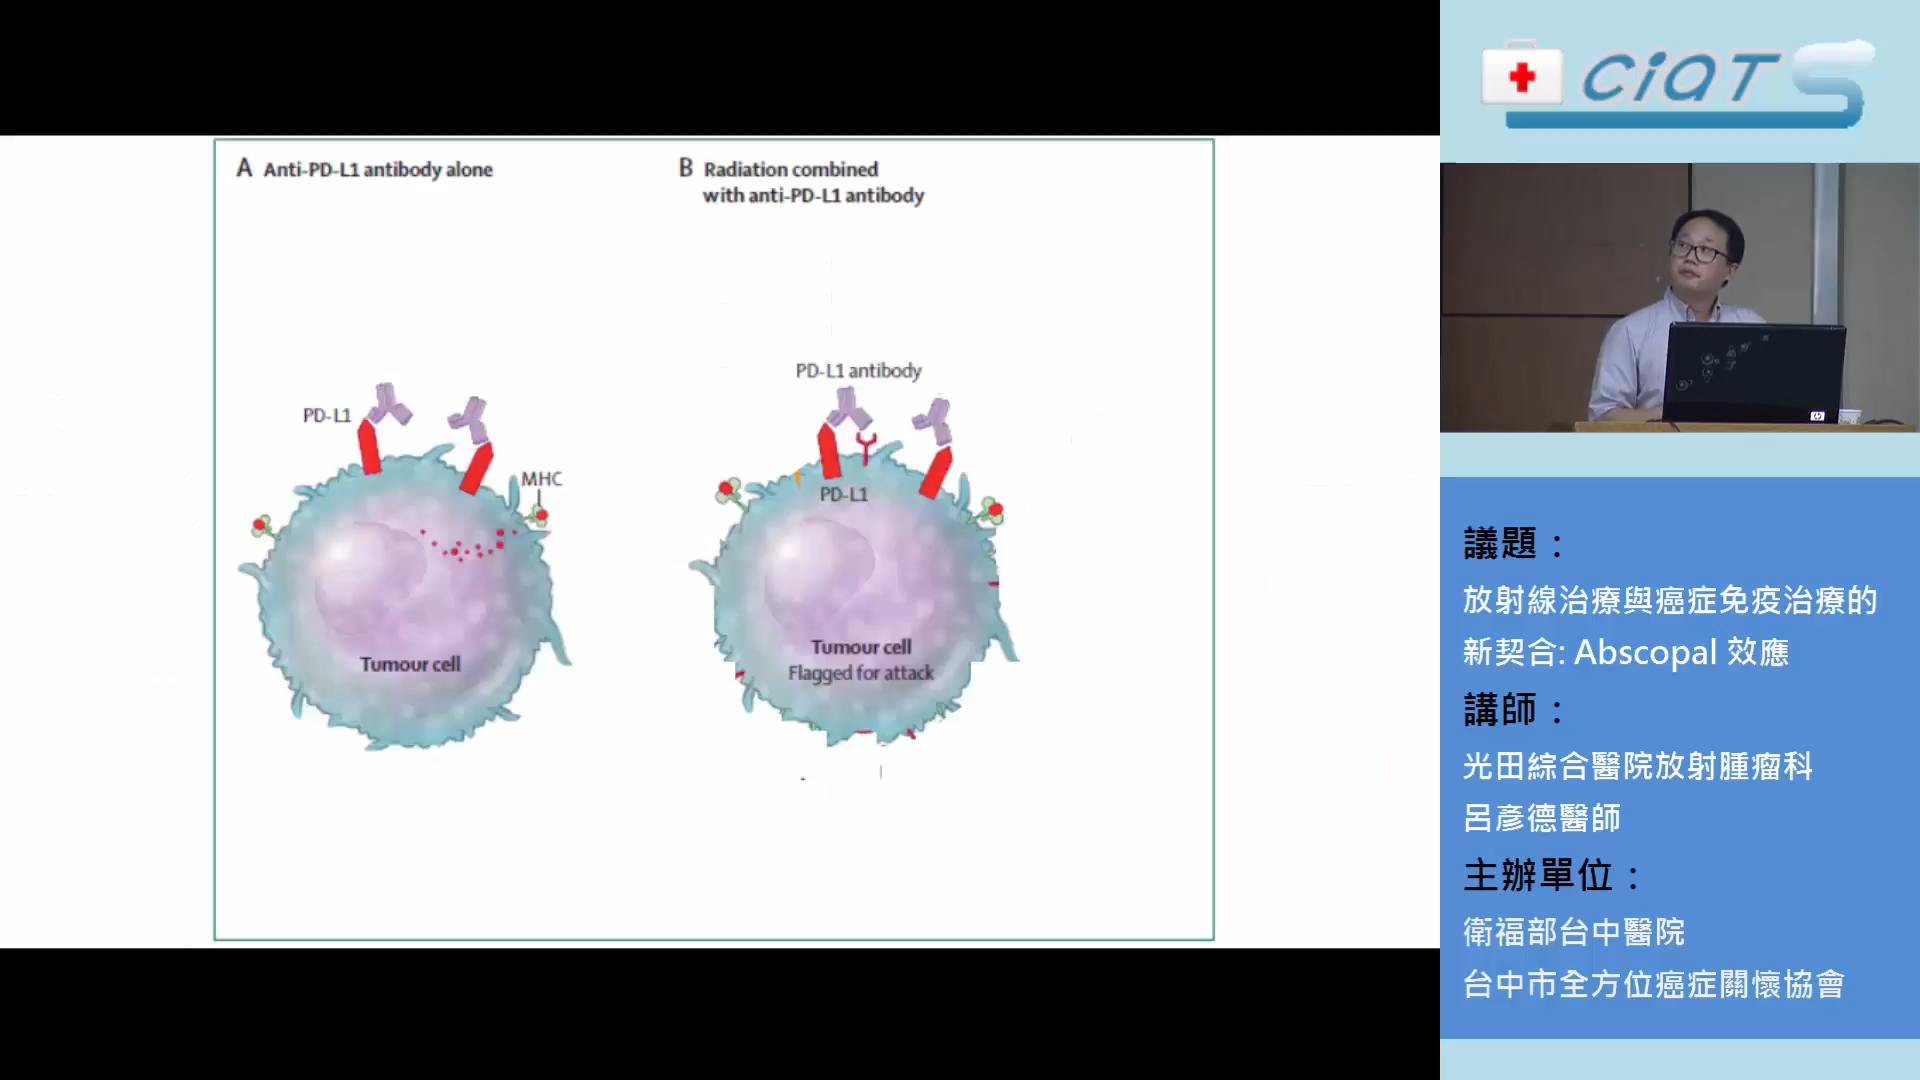 A Anti-PD-L1 antibody alone
B Radiation combined
with anti-PD-L1 antibody
PD-L1
MHC
Tumour cell
PD-L1 antibody
PD-L1
Tumour cell
Flagged for attack
CiATS
hp
議題：
放射線治療與癌症免疫治療的
新契合: Abscopal 效應
講師：
光田綜合醫院放射腫瘤科
呂彥德醫師
主辦單位：
衛福部台中醫院
台中市全方位癌症關懷協會